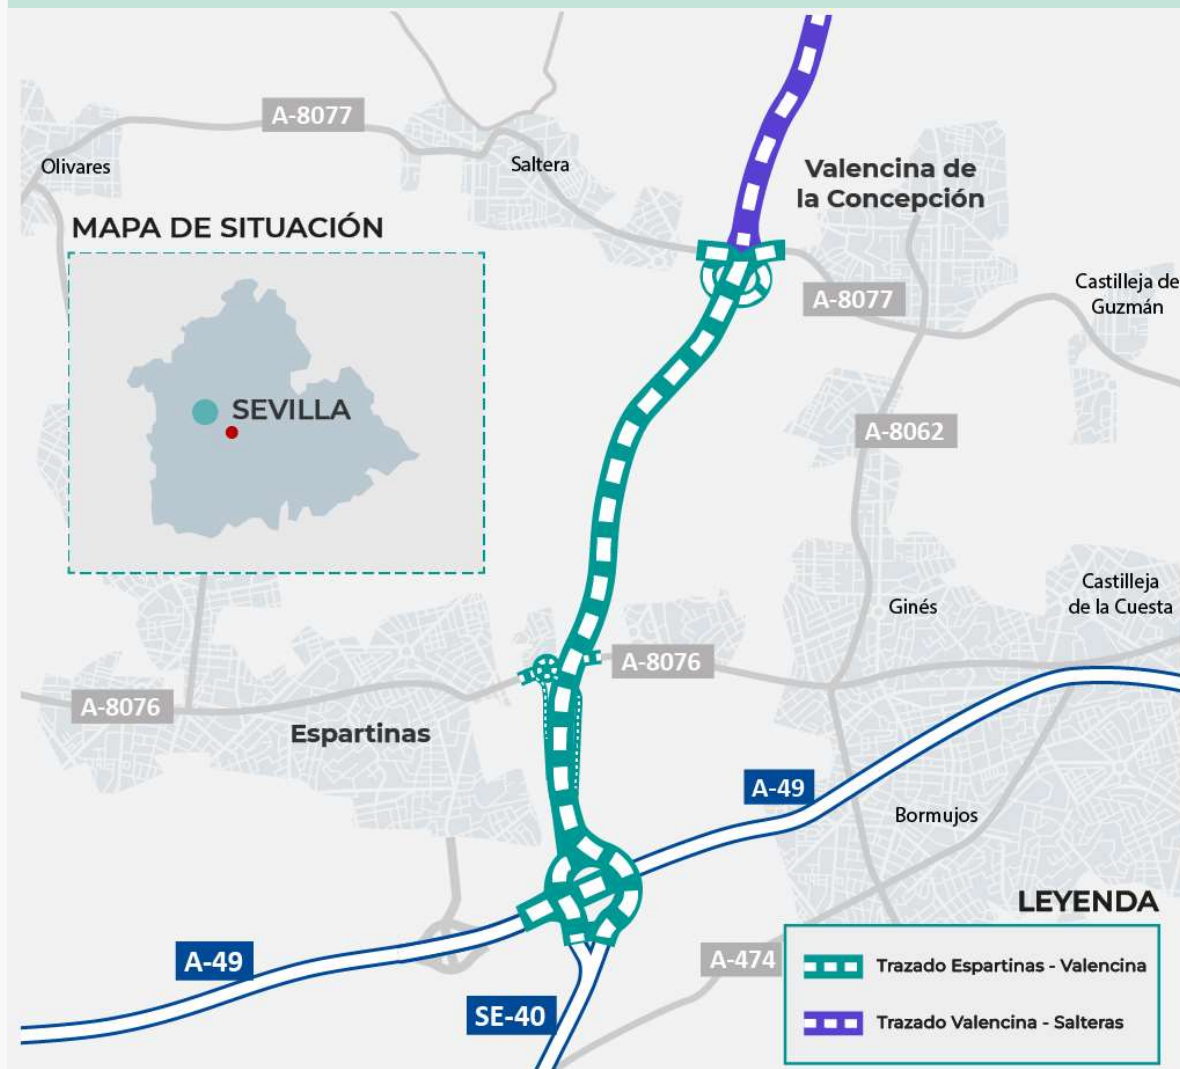 A-8077
Olivares
Saltera
Valencina de
la Concepción
MAPA DE SITUACIÓN
Castilleja de
Guzmán
A-8077
SEVILLA
A-8062
Castilleja
de la Cuesta
Ginés
A-8076
A-8076
Espartinas
A-49
Bormujos
LEYENDA
A-49
A-474
Trazado Espartinas - Valencina
SE-40
Trazado Valencina - Salteras